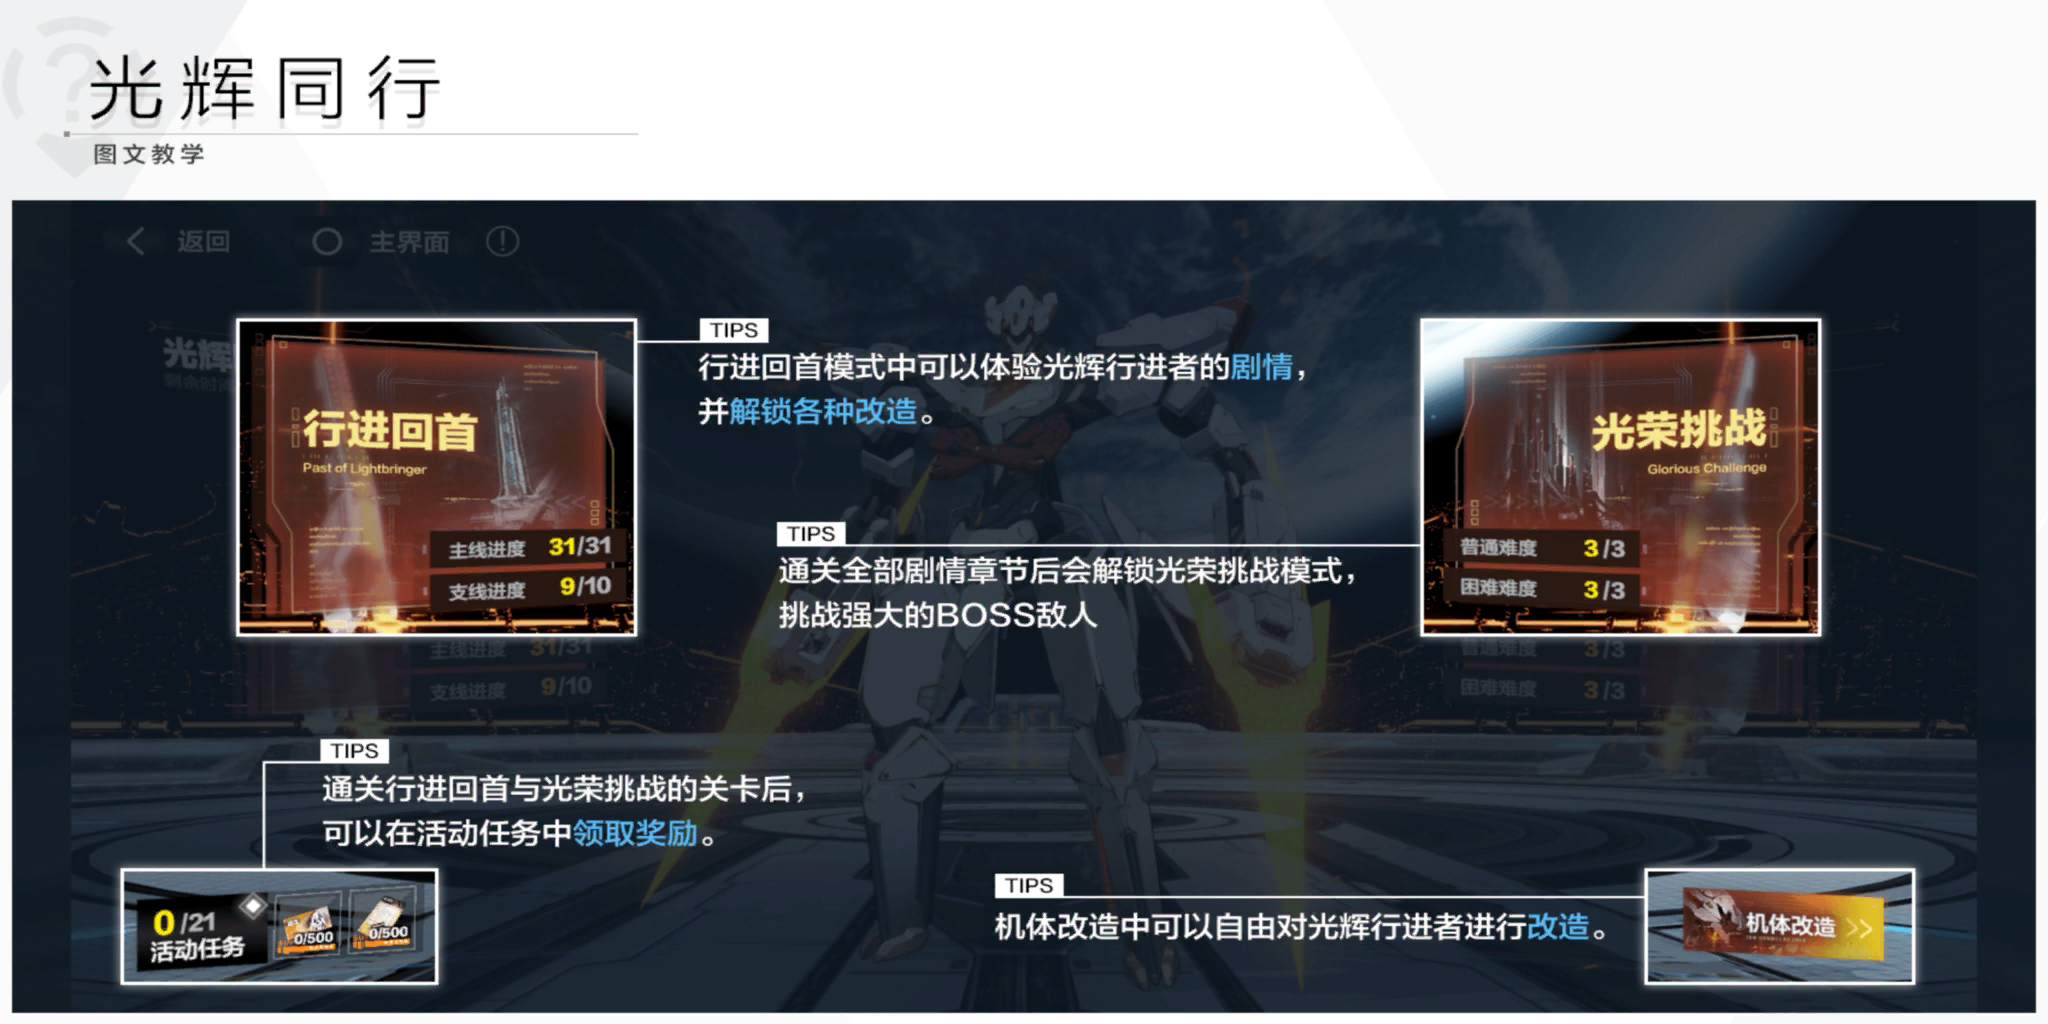 光辉同行
图文教学
返回
主界面
光辉
剩余时间
TIPS
行进回首模式中可以体验光辉行进者的剧情，
并解锁各种改造。
行进回首
Past of Lightbringer
主线进度 31/31
支线进度 9/10
主线进度 31/31
支线进度 9/10
TIPS
通关全部剧情章节后会解锁光荣挑战模式，
挑战强大的BOSS敌人
光荣挑战
Glorious Challenge
普通难度 3/3
困难难度 3/3
普通难度 3/3
困难难度 3/3
TIPS
通关行进回首与光荣挑战的关卡后，
可以在活动任务中领取奖励。
0/21
活动任务
0/500
0/500
TIPS
机体改造中可以自由对光辉行进者进行改造。
机体改造